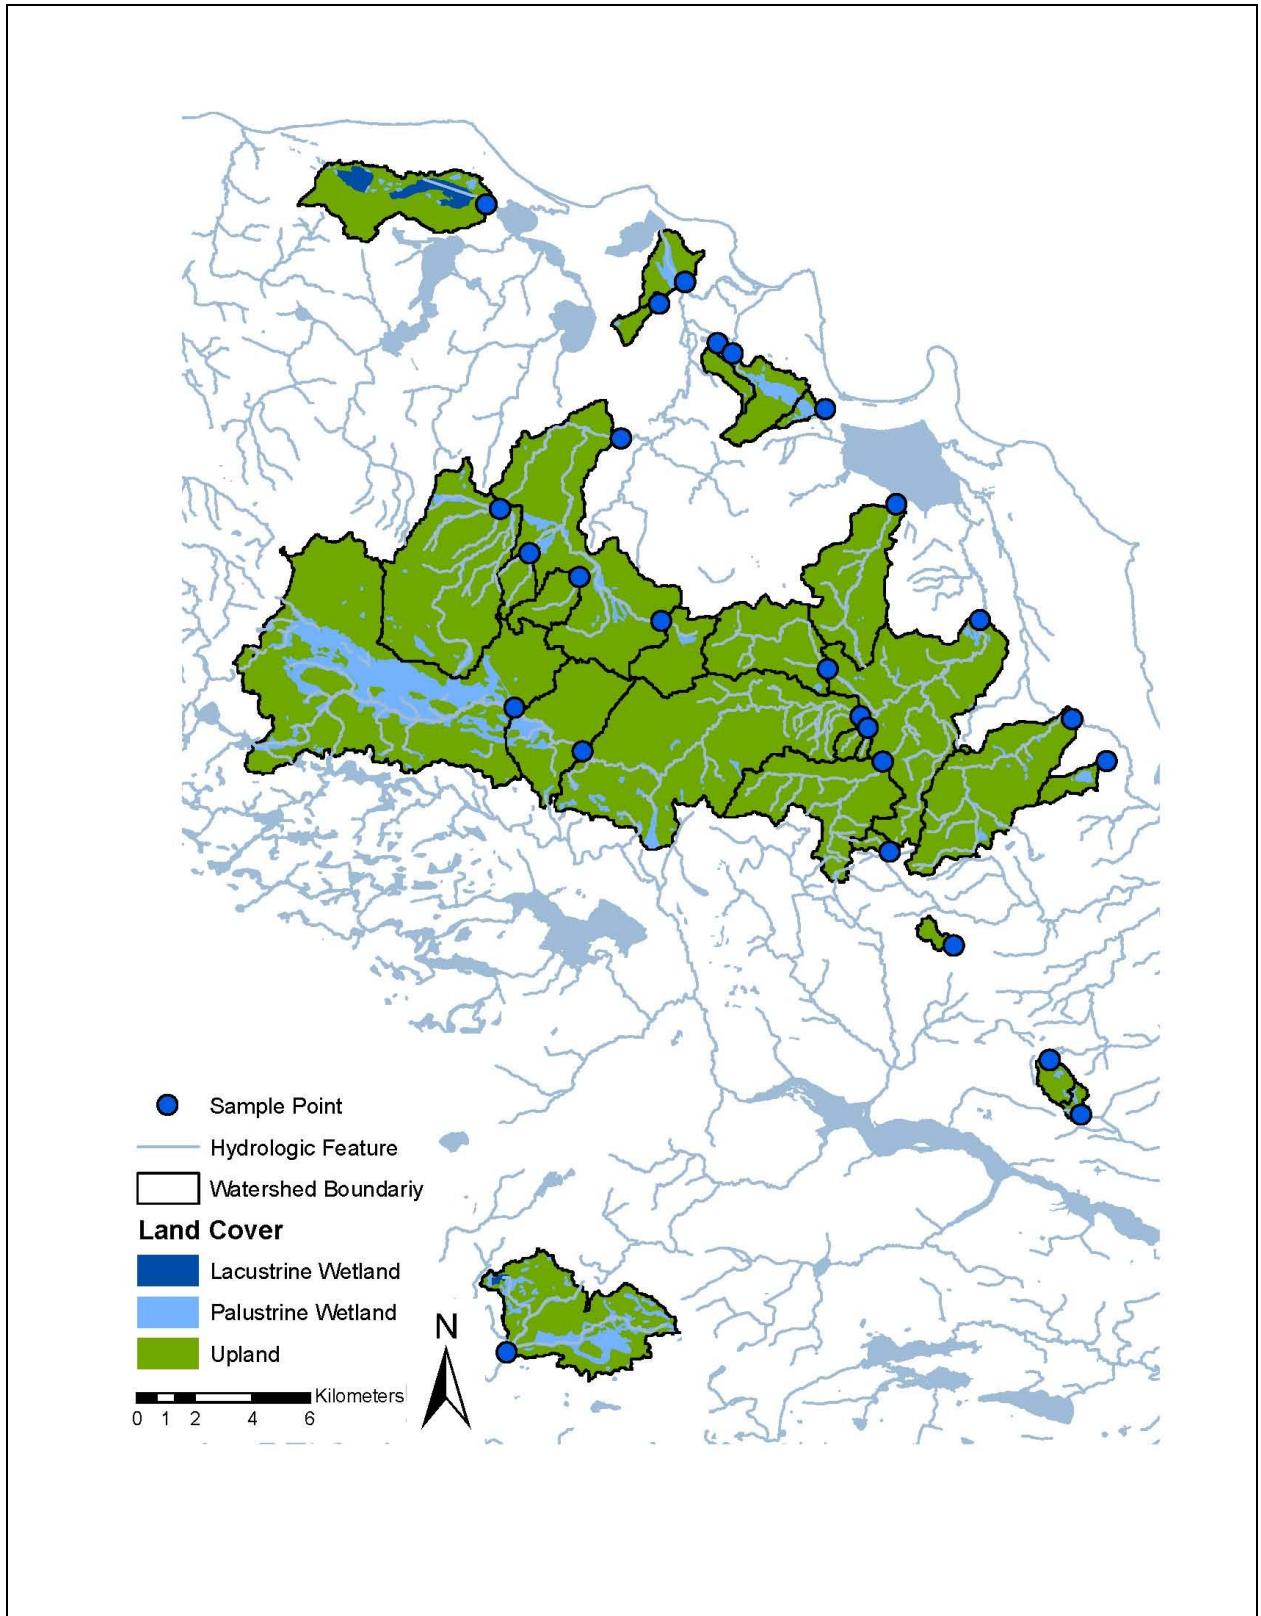 Sample Point
Hydrologic Feature
Watershed Boundariy
Land Cover
Lacustrine Wetland
Palustrine Wetland
Upland
N
Kilometers
0 1 2 4 6